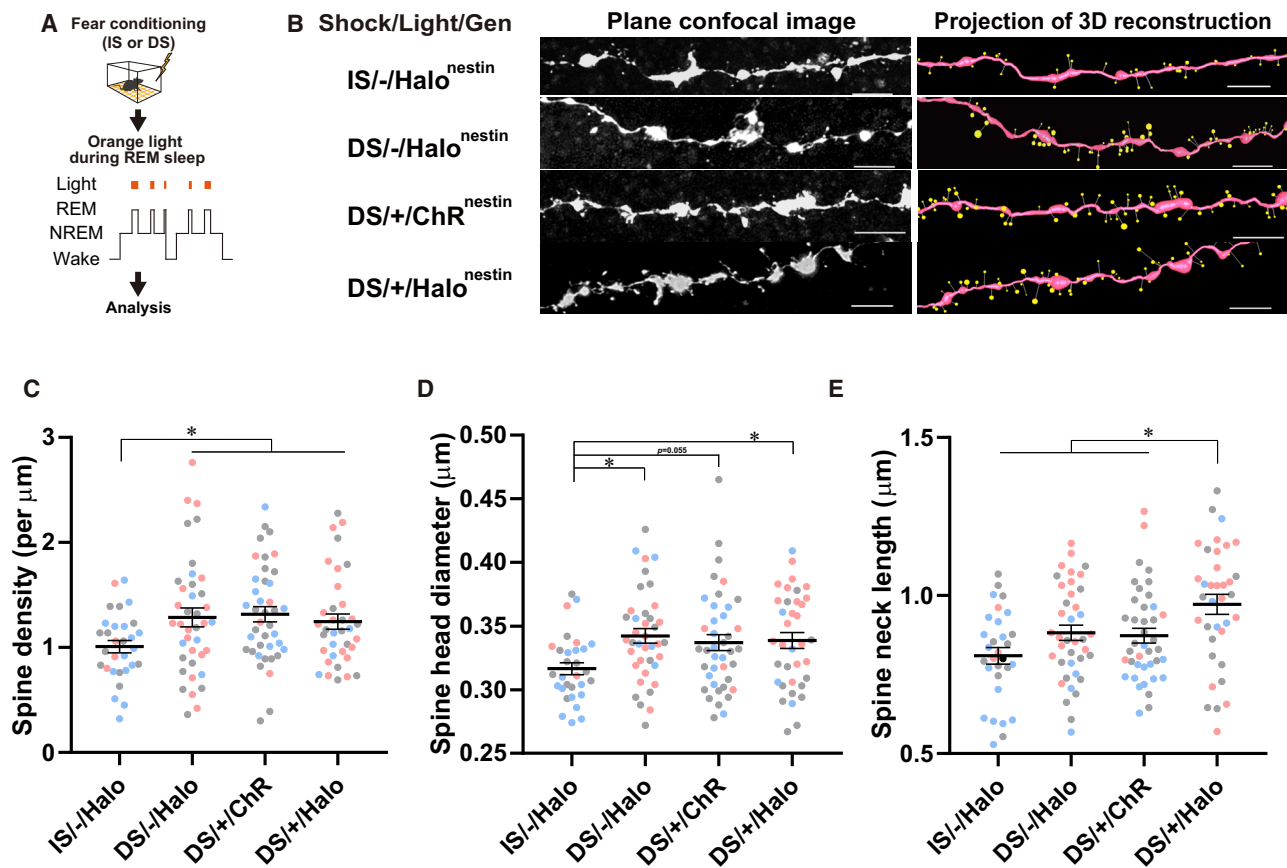 A
Fear conditioning
(IS or DS)
Orange light
during REM sleep
Light
REM
NREM
Wake
Analysis
B
Shock/Light/Gen
Plane confocal image
Projection of 3D reconstruction
IS/-/Halo^nestin
DS/-/Halo^nestin
DS/+/ChR^nestin
DS/+/Halo^nestin
C
Spine density (per μm)
3
2
1
0
*
IS/-/Halo
DS/-/Halo
DS/+/ChR
DS/+/Halo
D
Spine head diameter (μm)
0.50
0.45
0.40
0.35
0.30
0.25
*
p=0.055
*
IS/-/Halo
DS/-/Halo
DS/+/ChR
DS/+/Halo
E
Spine neck length (μm)
1.5
1.0
0.5
*
IS/-/Halo
DS/-/Halo
DS/+/ChR
DS/+/Halo